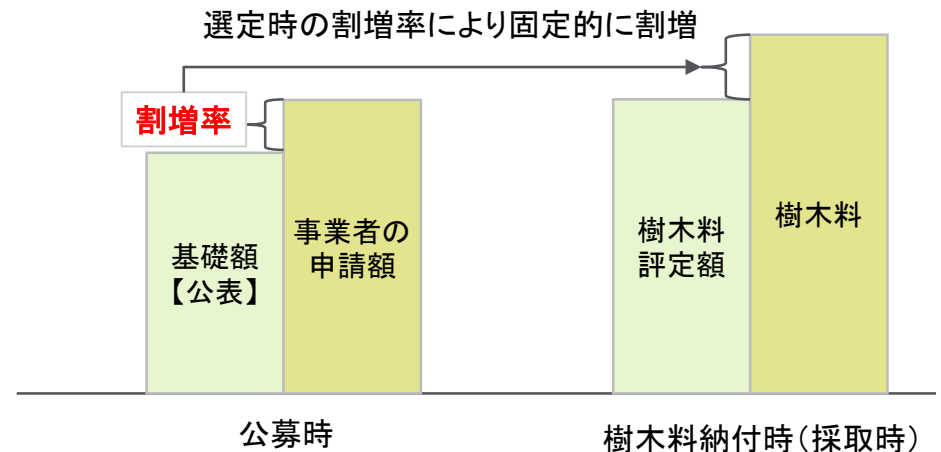 選定時の割増率により固定的に割増
割増率
基礎額
【公表】
事業者の
申請額
樹木料
評定額
樹木料
公募時
樹木料納付時(採取時)